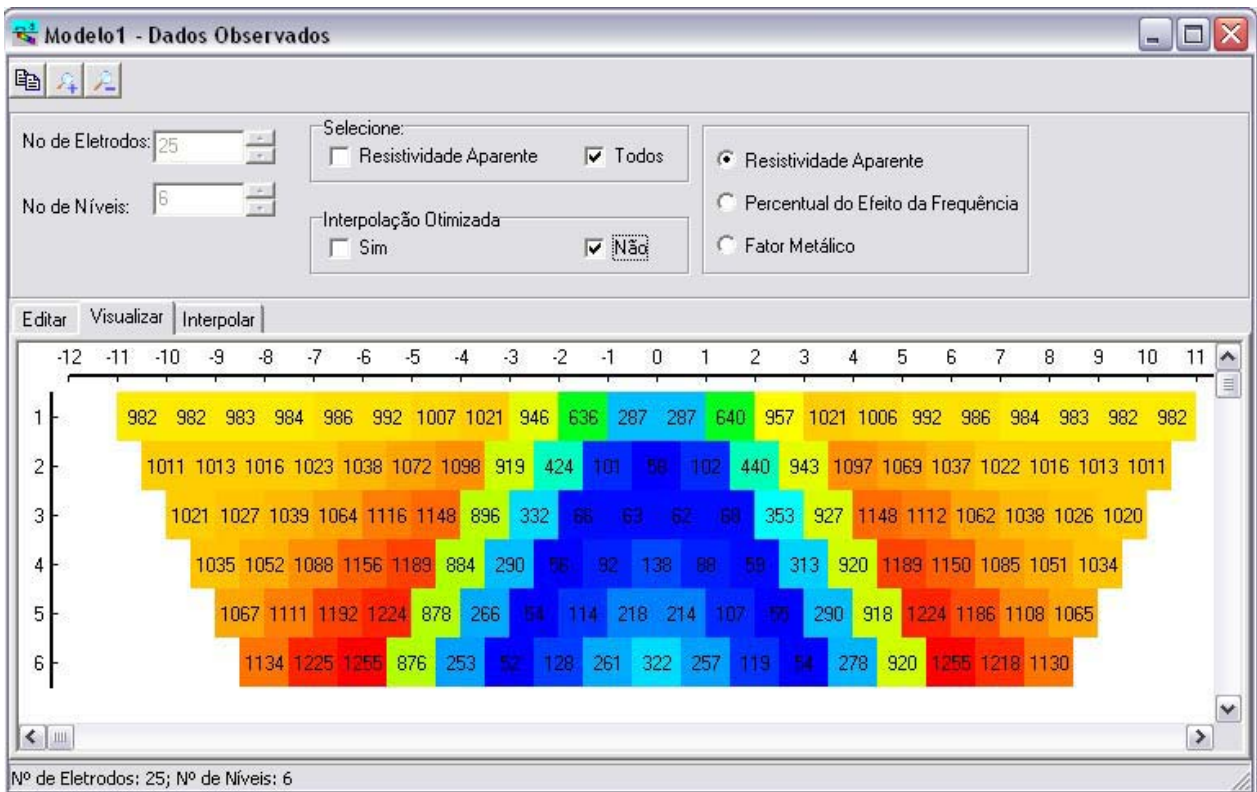 Modelo1 - Dados Observados
No de Eletrodos: 25
No de Níveis: 6
Selecione:
Resistividade Aparente Todos
Interpolação Otimizada
Sim Não
Resistividade Aparente
Percentual do Efeito da Frequência
Fator Metálico
Editar Visualizar Interpolar
-12 -11 -10 -9 -8 -7 -6 -5 -4 -3 -2 -1 0 1 2 3 4 5 6 7 8 9 10 11
1 982 982 983 984 986 992 1007 1021 946 636 287 287 640 957 1021 1006 992 986 984 983 982 982
2 1011 1013 1016 1023 1038 1072 1098 919 424 101 58 102 440 943 1097 1069 1037 1022 1016 1013 1011
3 1021 1027 1039 1064 1116 1148 896 332 66 63 62 68 353 927 1148 1112 1062 1038 1026 1020
4 1035 1052 1088 1156 1189 884 290 56 92 138 88 59 313 920 1189 1150 1085 1051 1034
5 1067 1111 1192 1224 878 266 54 114 218 214 107 55 290 918 1224 1186 1108 1065
6 1134 1225 1255 876 253 52 128 261 322 257 119 54 278 920 1255 1218 1130
Nº de Eletrodos: 25; Nº de Níveis: 6